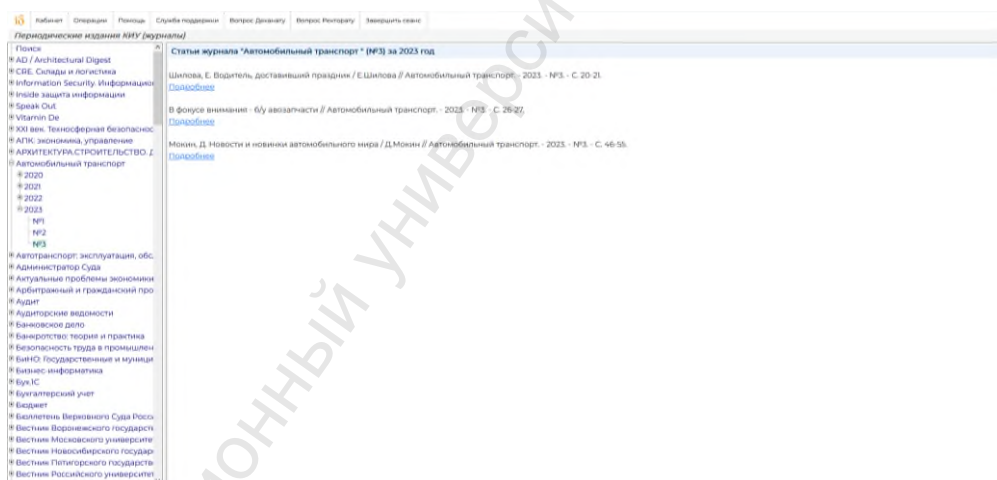 Кабинет Операции Помощь Служба поддержки Вопрос Деканату Вопрос Ректорату Завершить сеанс
Периодические издания КИУ (журналы)
Поиск
AD / Architectural Digest
CRE. Склады и логистика
Information Security. Информацион
Inside защита информации
Speak Out
Vitamin De
XXI век. Техносферная безопаснос
АПК: экономика, управление
АРХИТЕКТУРА.СТРОИТЕЛЬСТВО. Д
Автомобильный транспорт
2020
2021
2022
2023
№1
№2
№3
Автотранспорт: эксплуатация, обс
Администратор Суда
Актуальные проблемы экономики
Арбитражный и гражданский про
Аудит
Аудиторские ведомости
Банковское дело
Банкротство: теория и практика
Безопасность труда в промышлен
БиНО: Государственные и муници
Бизнес-информатика
Бух.1С
Бухгалтерский учет
Бюджет
Бюллетень Верховного Суда Росси
Вестник Воронежского государств
Вестник Московского университе
Вестник Новосибирского государ
Вестник Пятигорского государств
Вестник Российского университет
Статьи журнала "Автомобильный транспорт " (№3) за 2023 год
Шилова, Е. Водитель, доставивший праздник / Е.Шилова // Автомобильный транспорт. - 2023. - №3. - С. 20-21.
Подробнее
В фокусе внимания - б/у авозапчасти // Автомобильный транспорт. - 2023. - №3. - С. 26-27.
Подробнее
Мокин, Д. Новости и новинки автомобильного мира / Д.Мокин // Автомобильный транспорт. - 2023. - №3. - С. 46-55.
Подробнее
онный универси